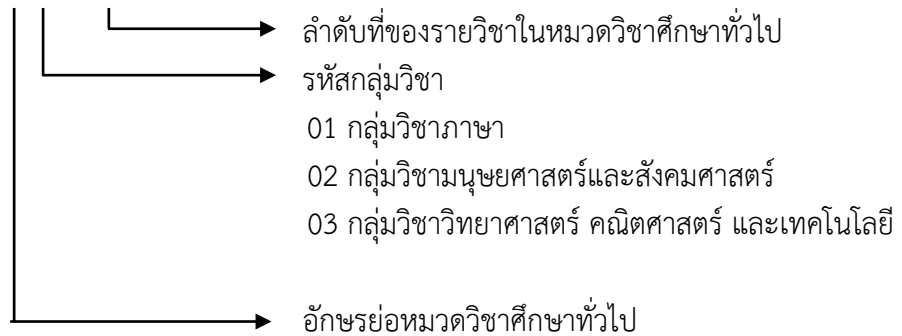 ลำดับที่ของรายวิชาในหมวดวิชาศึกษาทั่วไป
รหัสกลุ่มวิชา
01 กลุ่มวิชาภาษา
02 กลุ่มวิชามนุษยศาสตร์และสังคมศาสตร์
03 กลุ่มวิชาวิทยาศาสตร์ คณิตศาสตร์ และเทคโนโลยี
อักษรย่อหมวดวิชาศึกษาทั่วไป